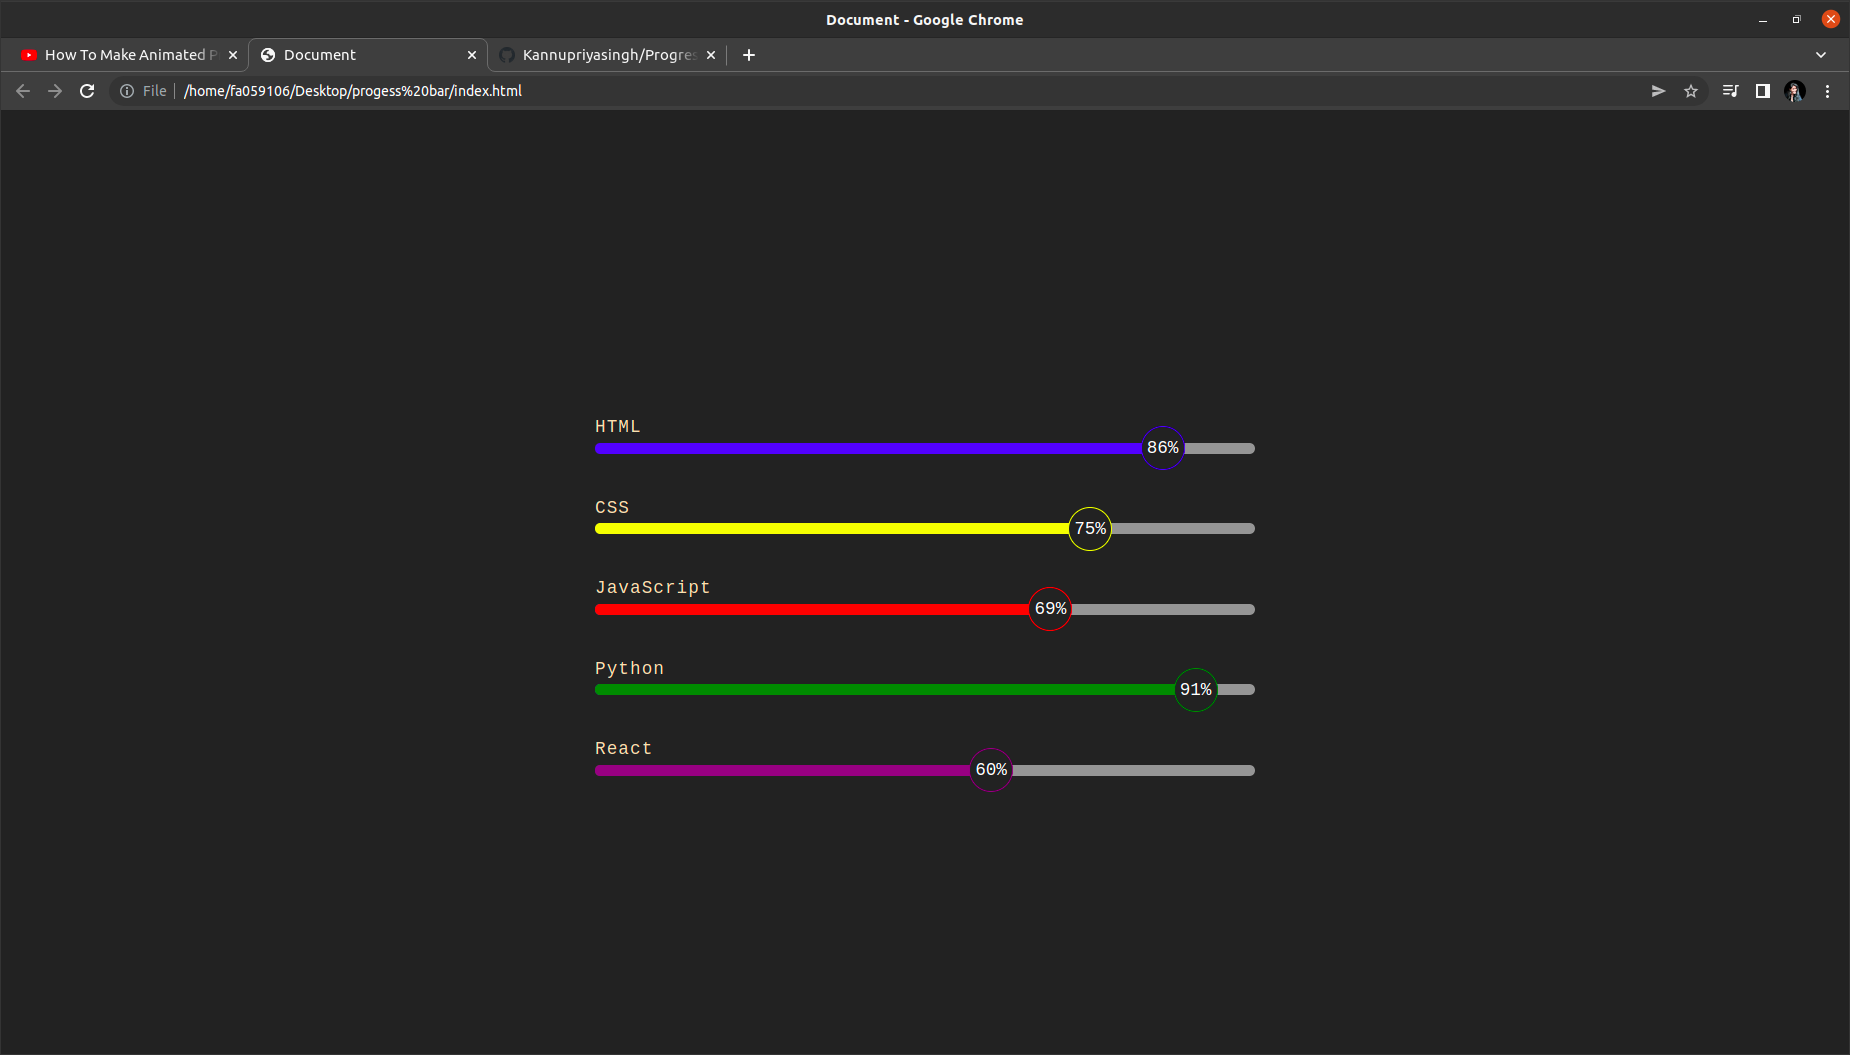 Document - Google Chrome
How To Make Animated P
Document
Kannupriyasingh/Progres
File
/home/fa059106/Desktop/progess%20bar/index.html
HTML
86%
CSS
75%
JavaScript
69%
Python
91%
React
60%